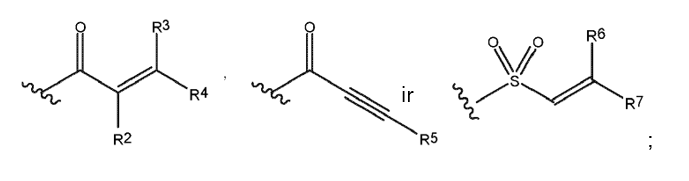 O R³ R⁴ R² , O R⁵ ir O O S R⁶ R⁷ ;